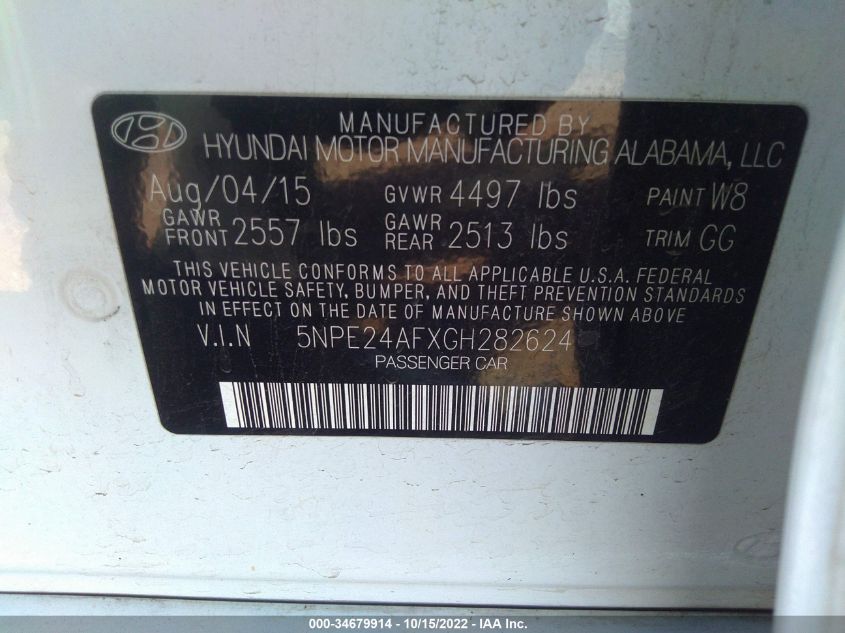 MANUFACTURED BY
HYUNDAI MOTOR MANUFACTURING ALABAMA, LLC
Aug/04/15 GVWR 4497 lbs PAINT W8
GAWR FRONT 2557 lbs GAWR REAR 2513 lbs TRIM GG
THIS VEHICLE CONFORMS TO ALL APPLICABLE U.S.A. FEDERAL
MOTOR VEHICLE SAFETY, BUMPER, AND THEFT PREVENTION STANDARDS
IN EFFECT ON THE DATE OF MANUFACTURE SHOWN ABOVE
V.I.N 5NPE24AFXGH282624
PASSENGER CAR
000-34679914 - 10/15/2022 - IAA Inc.